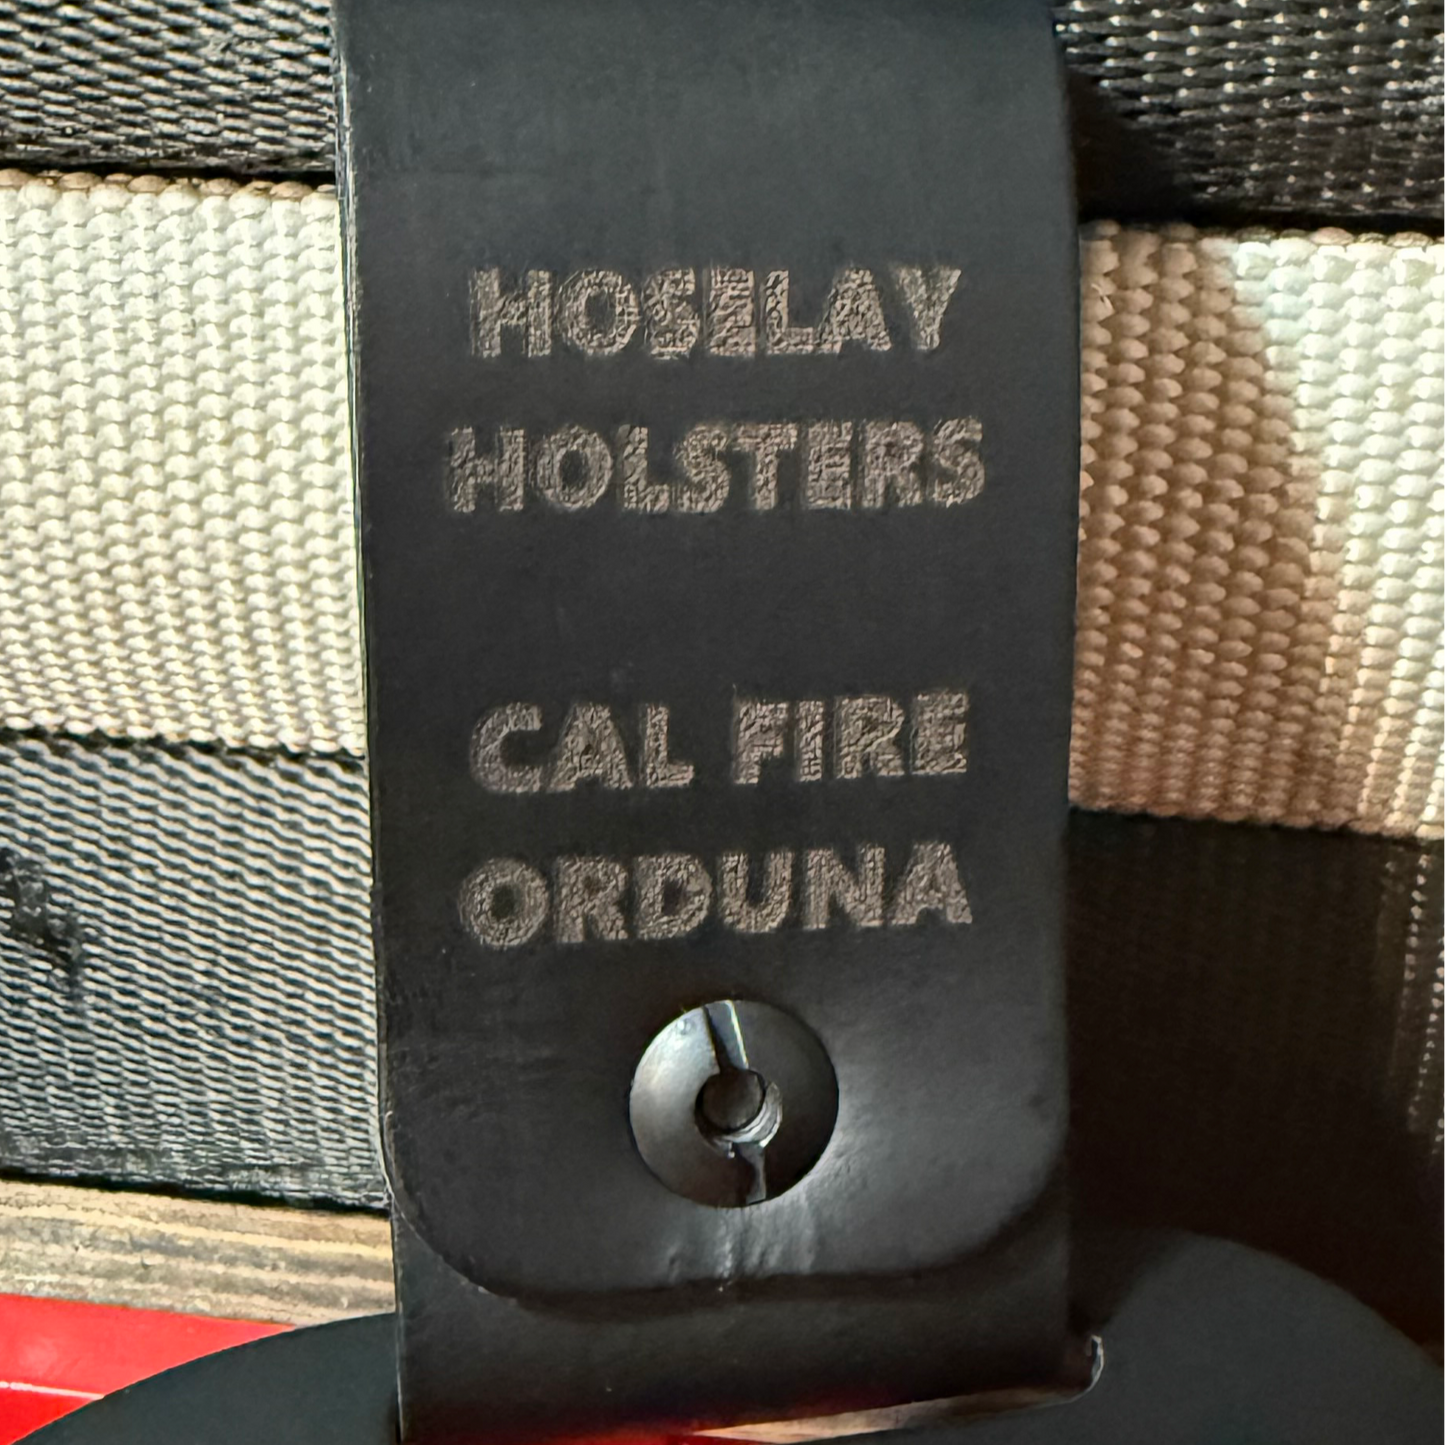 HOSELAY
HOLSTERS
CAL FIRE
ORDUNA